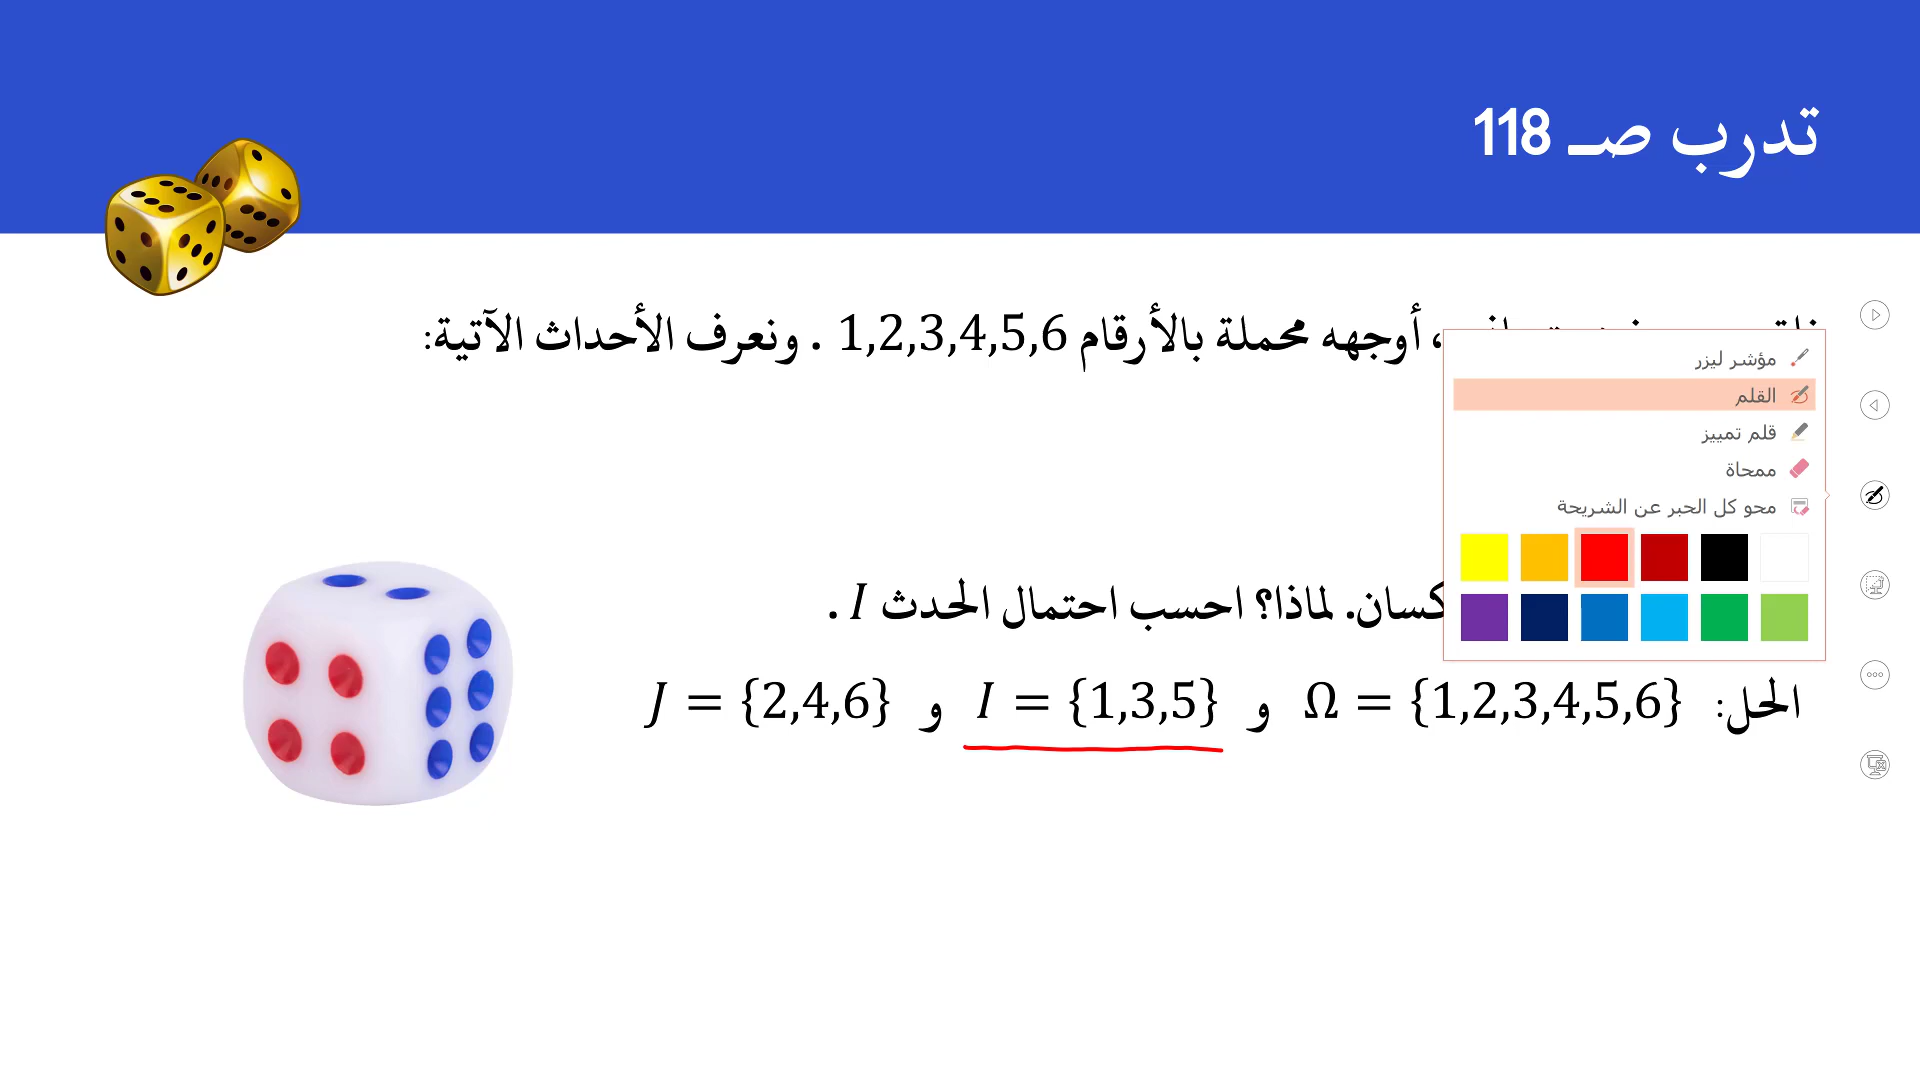 تدرب صـ 118
، أوجهه محملة بالأرقام 1,2,3,4,5,6 . ونعرف الأحداث الآتية:
مؤشر ليزر
القلم
قلم تمييز
ممحاة
محو كل الحبر عن الشريحة
كسان. لماذا؟ احسب احتمال الحدث I .
الحل: Ω = {1,2,3,4,5,6} و I = {1,3,5} و J = {2,4,6}